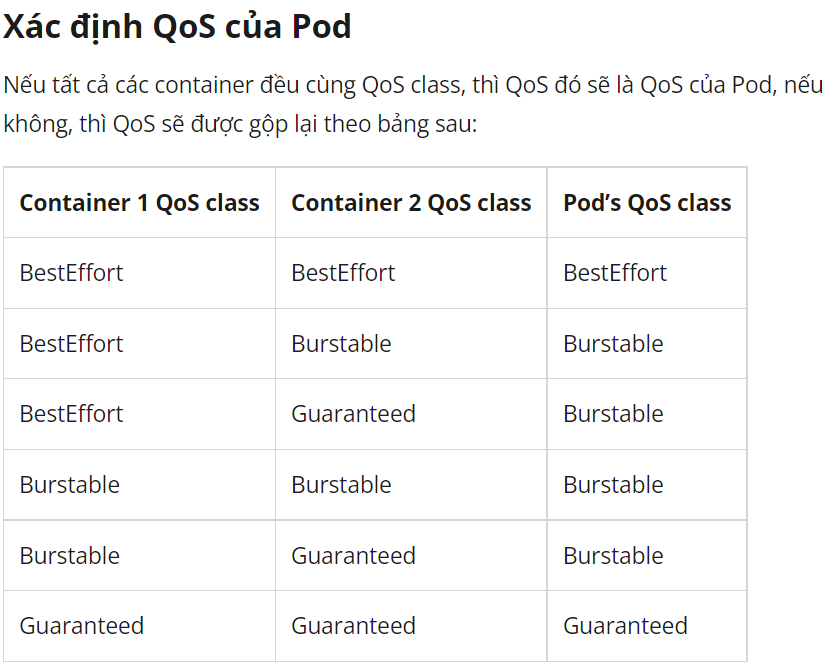 Xác định QoS của Pod
Nếu tất cả các container đều cùng QoS class, thì QoS đó sẽ là QoS của Pod, nếu
không, thì QoS sẽ được gộp lại theo bảng sau:
Container 1 QoS class Container 2 QoS class Pod’s QoS class
BestEffort BestEffort BestEffort
BestEffort Burstable Burstable
BestEffort Guaranteed Burstable
Burstable Burstable Burstable
Burstable Guaranteed Burstable
Guaranteed Guaranteed Guaranteed